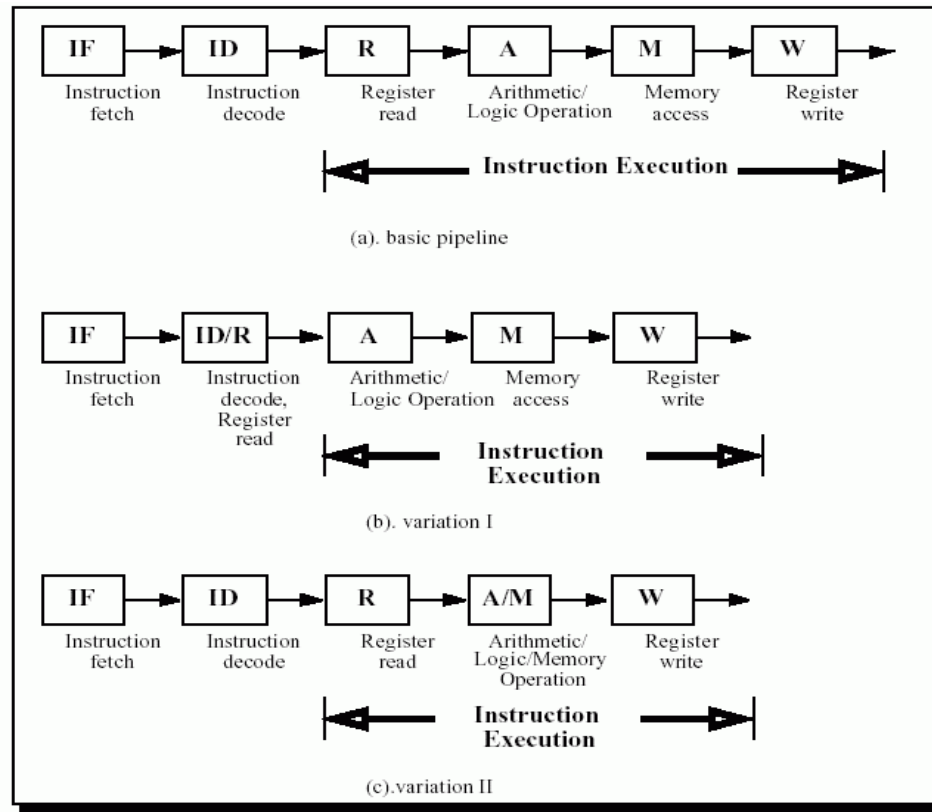 IF ID R A M W
Instruction fetch
Instruction decode
Register read
Arithmetic/ Logic Operation
Memory access
Register write
Instruction Execution
(a). basic pipeline
IF ID/R A M W
Instruction fetch
Instruction decode, Register read
Arithmetic/ Logic Operation
Memory access
Register write
Instruction Execution
(b). variation I
IF ID R A/M W
Instruction fetch
Instruction decode
Register read
Arithmetic/ Logic/Memory Operation
Register write
Instruction Execution
(c).variation II